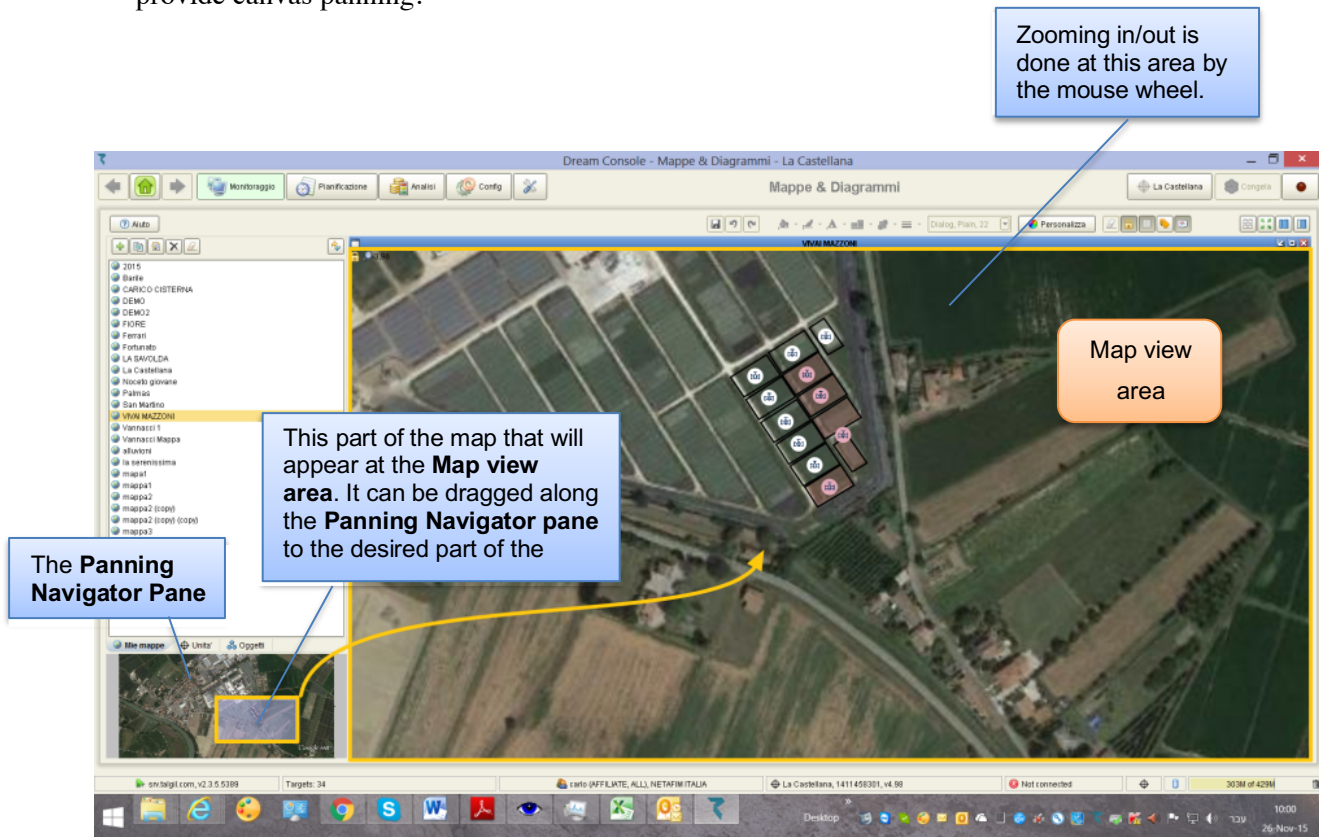 provide canvas panning?
Zooming in/out is
done at this area by
the mouse wheel.
Dream Console - Mappe & Diagrammi - La Castellana
Monitoraggio
Pianificazione
Analisi
Config
Mappe & Diagrammi
La Castellana
Congela
Aiuto
Dialog, Plain, 22
Personalizza
VIVAI MAZZONI
2015
Barile
CARICO CISTERNA
DEMO
DEMO2
FIORE
Ferrari
Fortunato
LA SAVOLDA
La Castellana
Noceto giovane
Palmas
San Martino
VIVAI MAZZONI
Vannacci 1
Vannacci Mappa
alluvioni
la serenissima
mapa1
mappa1
mappa2
mappa2 (copy)
mappa2 (copy) (copy)
mappa3
Map view
area
This part of the map that will
appear at the Map view
area. It can be dragged along
the Panning Navigator pane
to the desired part of the
The Panning
Navigator Pane
Mie mappe
Unita'
Oggetti
srv.talgil.com, v2.3.5.5389
Targets: 34
carlo (AFFILIATE, ALL), NETAFIM ITALIA
La Castellana, 1411458301, v4.98
Not connected
303M of 429M
Desktop
עבר
10:00
26-Nov-15